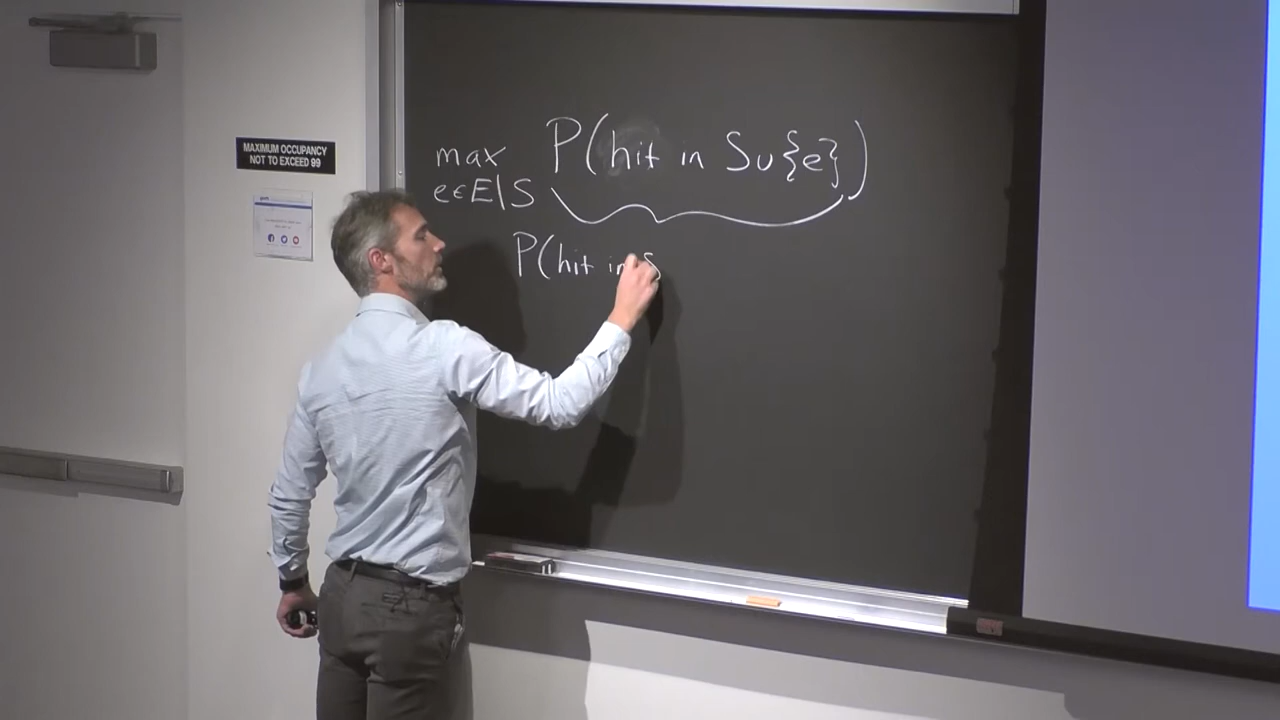 MAXIMUM OCCUPANCY
NOT TO EXCEED 99
max P(hit in S∪{e})
e∈E|S
P(hit in S